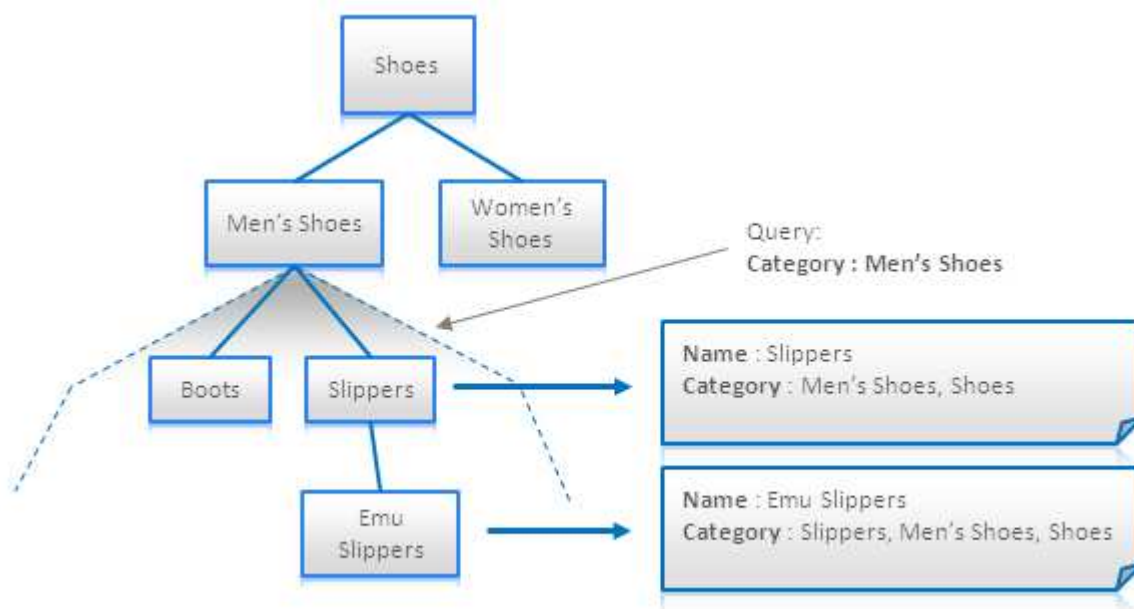 Shoes
Men's Shoes
Women's
Shoes
Query:
Category : Men's Shoes
Boots
Slippers
Name : Slippers
Category : Men's Shoes, Shoes
Emu
Slippers
Name : Emu Slippers
Category : Slippers, Men's Shoes, Shoes